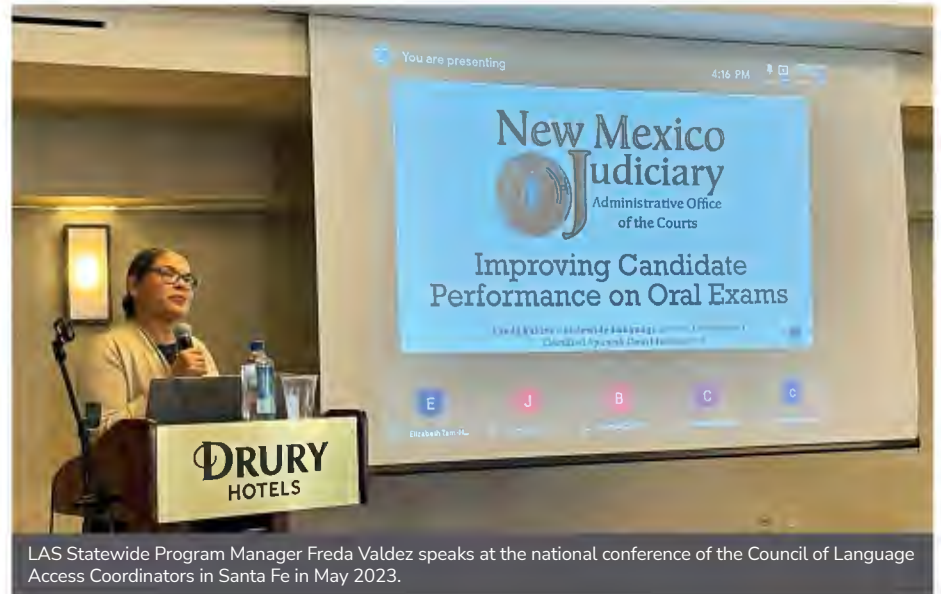 You are presenting
4:16 PM
New Mexico
Judiciary
Administrative Office
of the Courts
Improving Candidate
Performance on Oral Exams
E
J
B
C
C
DRURY
HOTELS
LAS Statewide Program Manager Freda Valdez speaks at the national conference of the Council of Language
Access Coordinators in Santa Fe in May 2023.